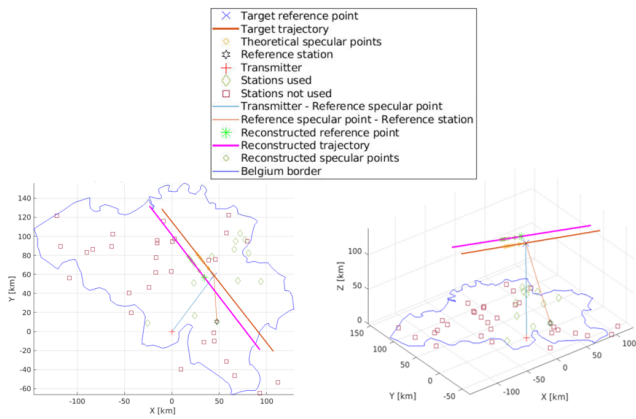 Target reference point
Target trajectory
Theoretical specular points
Reference station
Transmitter
Stations used
Stations not used
Transmitter - Reference specular point
Reference specular point - Reference station
Reconstructed reference point
Reconstructed trajectory
Reconstructed specular points
Belgium border
140
120
100
80
60
40
20
0
-20
-40
-60
Y [km]
-100
-50
0
50
100
X [km]
100
50
0
Z [km]
150
100
50
0
-50
Y [km]
-100
-50
0
50
100
X [km]